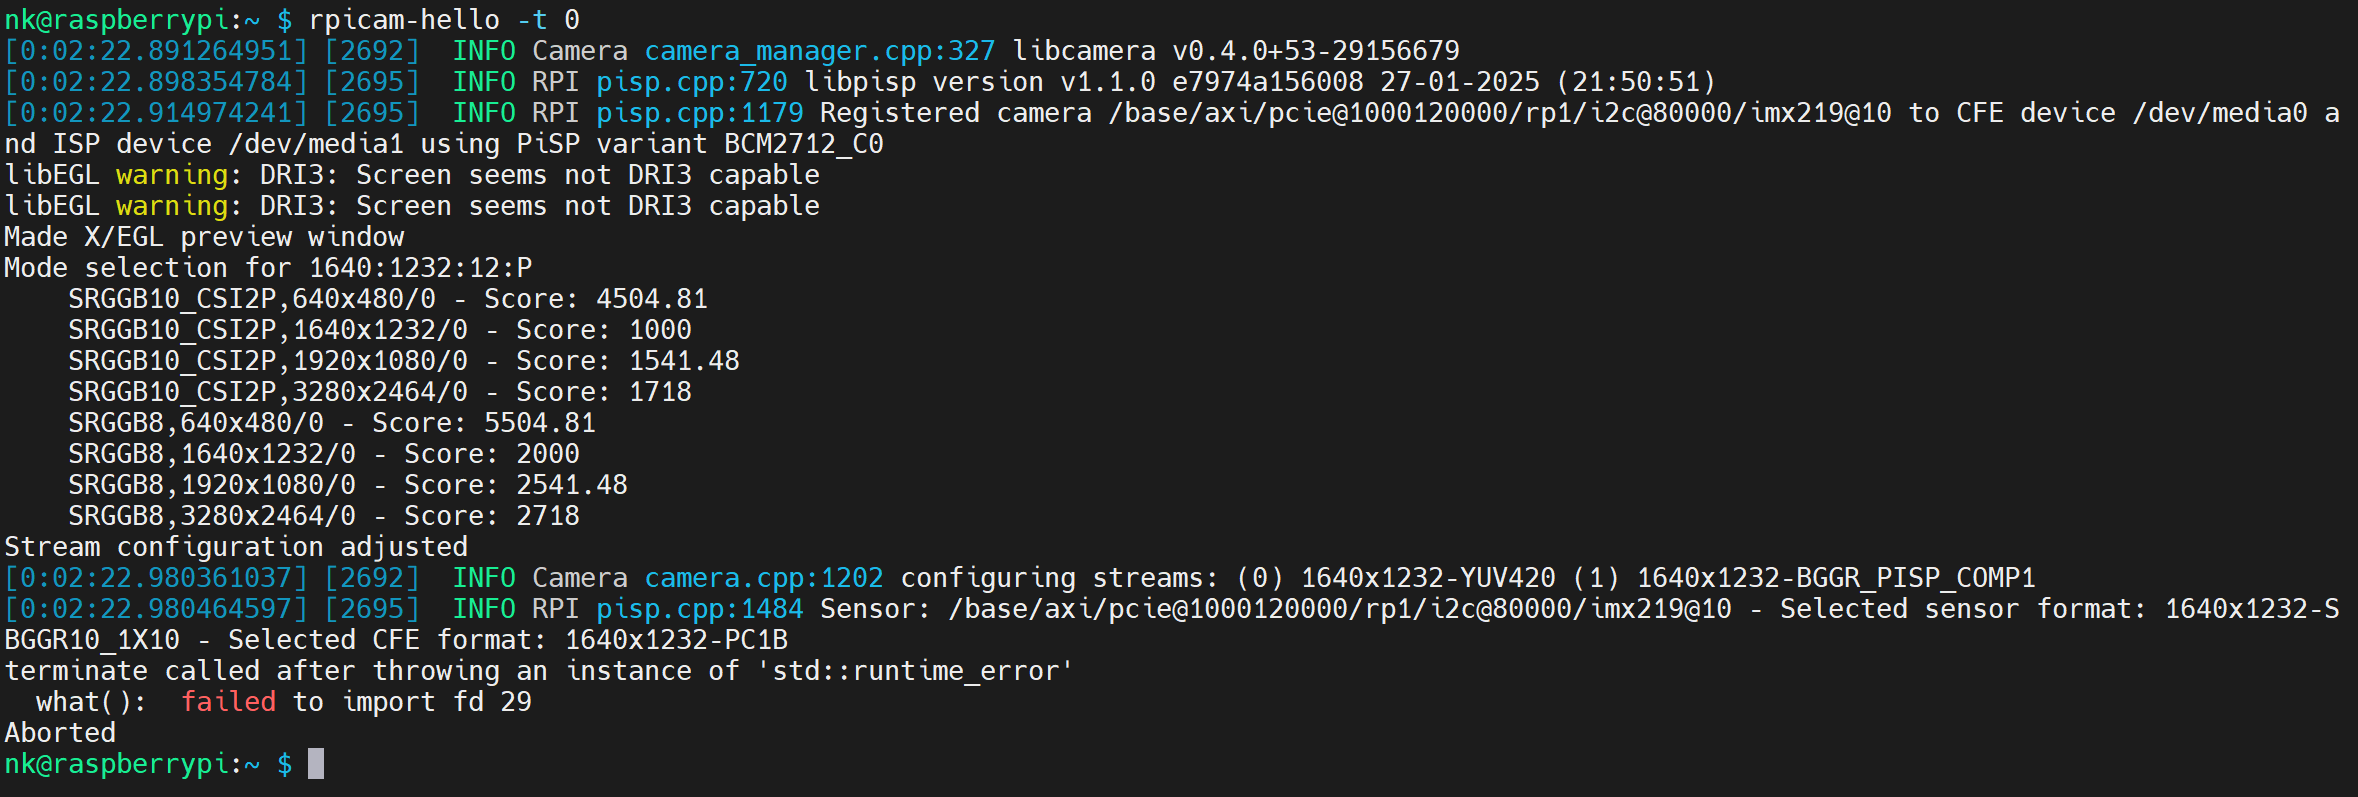 nk@raspberrypi:~ $ rpicam-hello -t 0
[0:02:22.891264951] [2692]  INFO Camera camera_manager.cpp:327 libcamera v0.4.0+53-29156679
[0:02:22.898354784] [2695]  INFO RPI pisp.cpp:720 libpisp version v1.1.0 e7974a156008 27-01-2025 (21:50:51)
[0:02:22.914974241] [2695]  INFO RPI pisp.cpp:1179 Registered camera /base/axi/pcie@1000120000/rp1/i2c@80000/imx219@10 to CFE device /dev/media0 a
nd ISP device /dev/media1 using PiSP variant BCM2712_C0
libEGL warning: DRI3: Screen seems not DRI3 capable
libEGL warning: DRI3: Screen seems not DRI3 capable
Made X/EGL preview window
Mode selection for 1640:1232:12:P
    SRGGB10_CSI2P,640x480/0 - Score: 4504.81
    SRGGB10_CSI2P,1640x1232/0 - Score: 1000
    SRGGB10_CSI2P,1920x1080/0 - Score: 1541.48
    SRGGB10_CSI2P,3280x2464/0 - Score: 1718
    SRGGB8,640x480/0 - Score: 5504.81
    SRGGB8,1640x1232/0 - Score: 2000
    SRGGB8,1920x1080/0 - Score: 2541.48
    SRGGB8,3280x2464/0 - Score: 2718
Stream configuration adjusted
[0:02:22.980361037] [2692]  INFO Camera camera.cpp:1202 configuring streams: (0) 1640x1232-YUV420 (1) 1640x1232-BGGR_PISP_COMP1
[0:02:22.980464597] [2695]  INFO RPI pisp.cpp:1484 Sensor: /base/axi/pcie@1000120000/rp1/i2c@80000/imx219@10 - Selected sensor format: 1640x1232-S
BGGR10_1X10 - Selected CFE format: 1640x1232-PC1B
terminate called after throwing an instance of 'std::runtime_error'
  what():  failed to import fd 29
Aborted
nk@raspberrypi:~ $